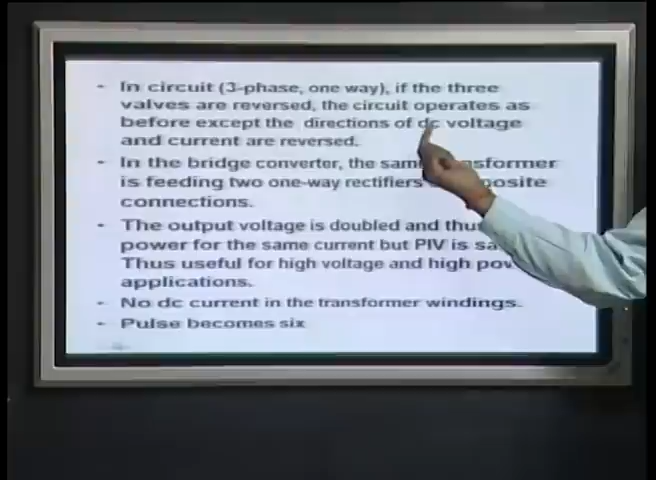 • In circuit (3-phase, one way), if the three
valves are reversed, the circuit operates as
before except the directions of dc voltage
and current are reversed.
• In the bridge converter, the
is feeding two one-way rectifiers
connections.
• The output voltage is doubled and
power for the same current but PIV is
Thus useful for high voltage and high
applications.
• No dc current in the transformer windings.
• Pulse becomes six